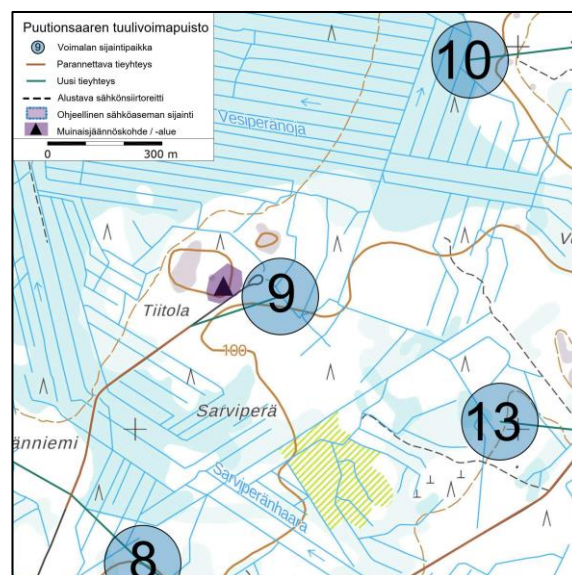 Puutionsaaren tuulivoimapuisto
9 Voimalan sijaintipaikka
Parannettava tieyhteys
Uusi tieyhteys
Alustava sähkönsiirtoreitti
Ohjeellinen sähköaseman sijainti
Muinaisjäännöskohde / -alue
0 300 m
10
Vesiperänoja
9
Tiitola
100
Sarviperä
13
änniemi
Sarviperänhaara
8